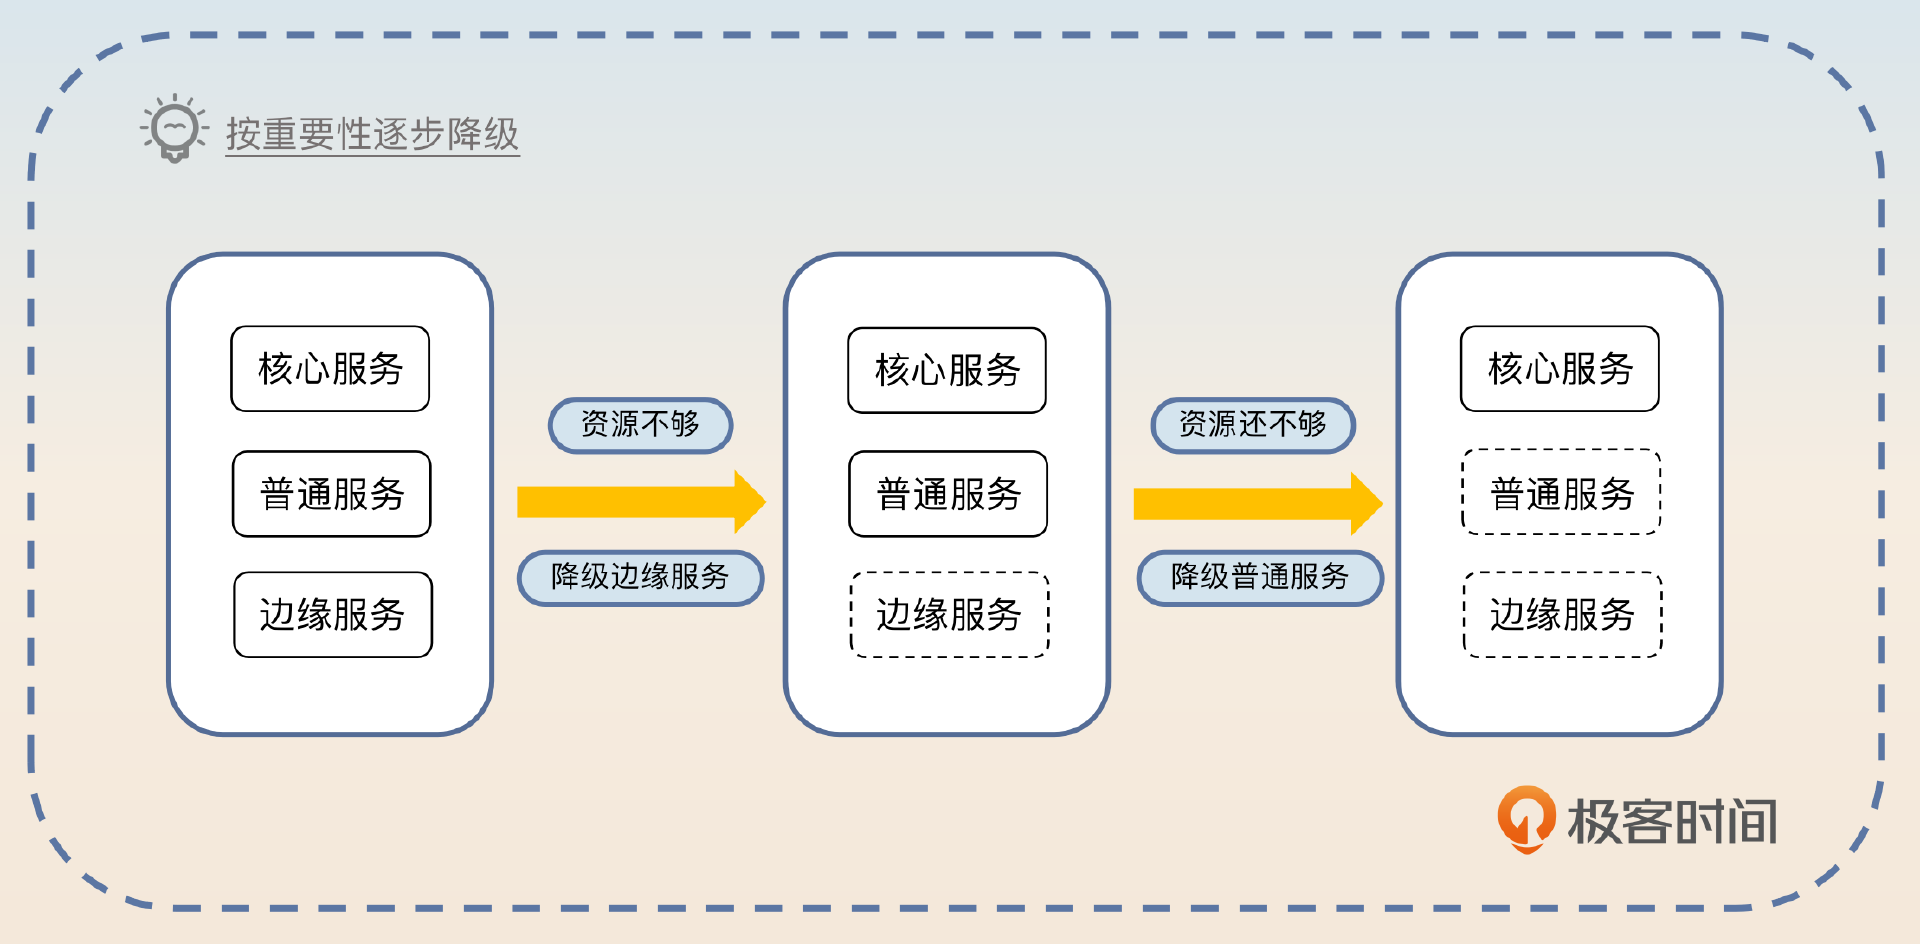 按重要性逐步降级
核心服务
普通服务
边缘服务
资源不够
降级边缘服务
核心服务
普通服务
边缘服务
资源还不够
降级普通服务
核心服务
普通服务
边缘服务
极客时间